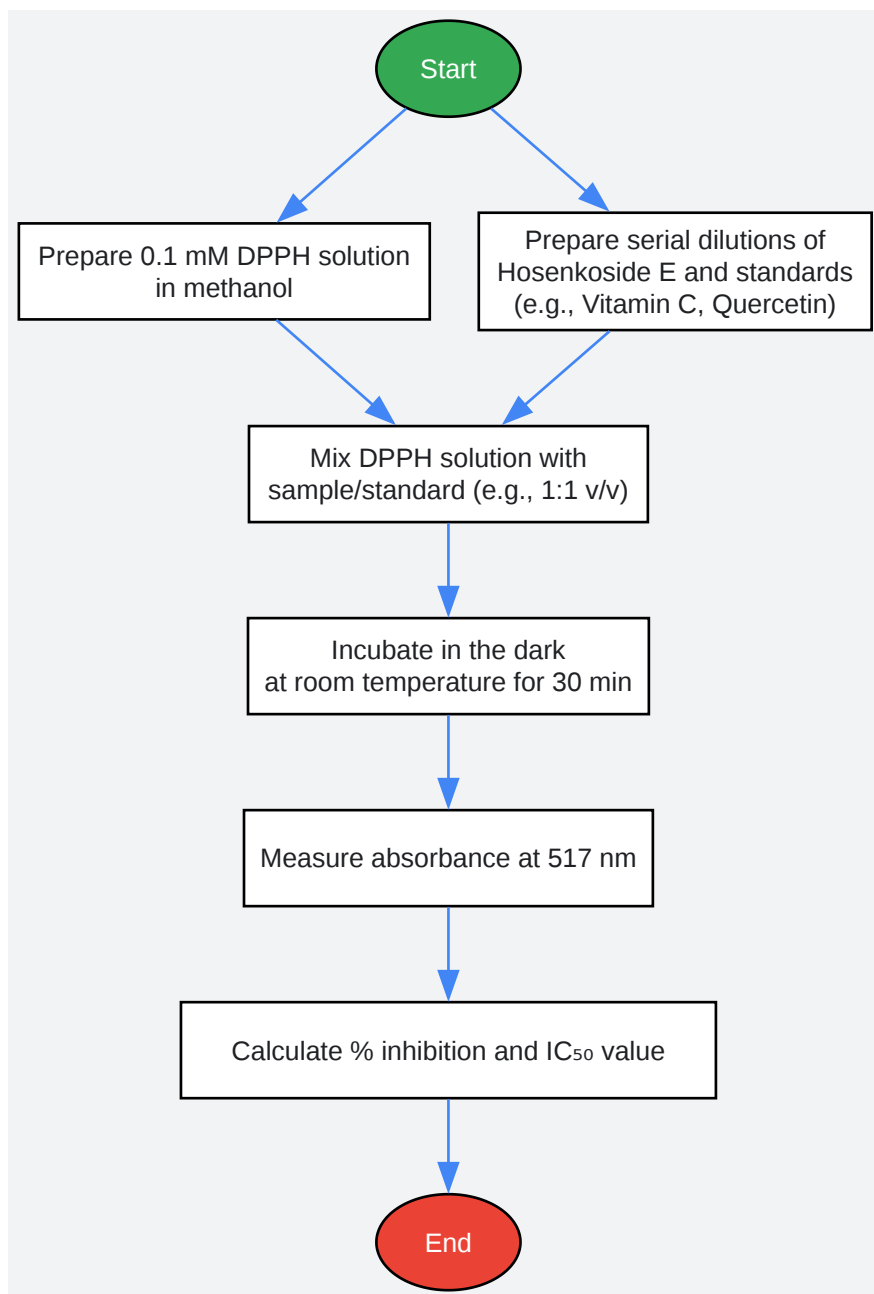 Start
Prepare 0.1 mM DPPH solution
in methanol
Prepare serial dilutions of
Hosenkoside E and standards
(e.g., Vitamin C, Quercetin)
Mix DPPH solution with
sample/standard (e.g., 1:1 v/v)
Incubate in the dark
at room temperature for 30 min
Measure absorbance at 517 nm
Calculate % inhibition and IC₅₀ value
End